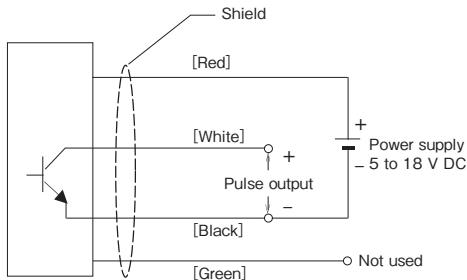 Shield
[Red]
[White]
+
Power supply
+
Pulse output
– 5 to 18 V DC
–
[Black]
Not used
[Green]